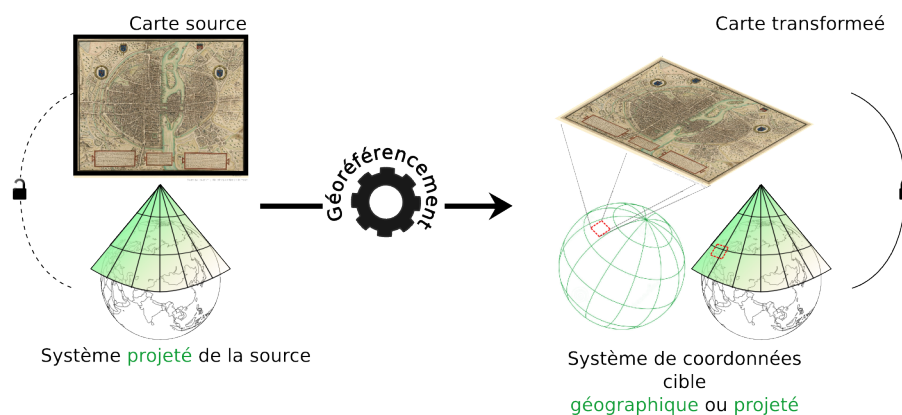 Carte source
Carte transformeé
Géoréférencement
Système projeté de la source
Système de coordonnées
cible
géographique ou projeté